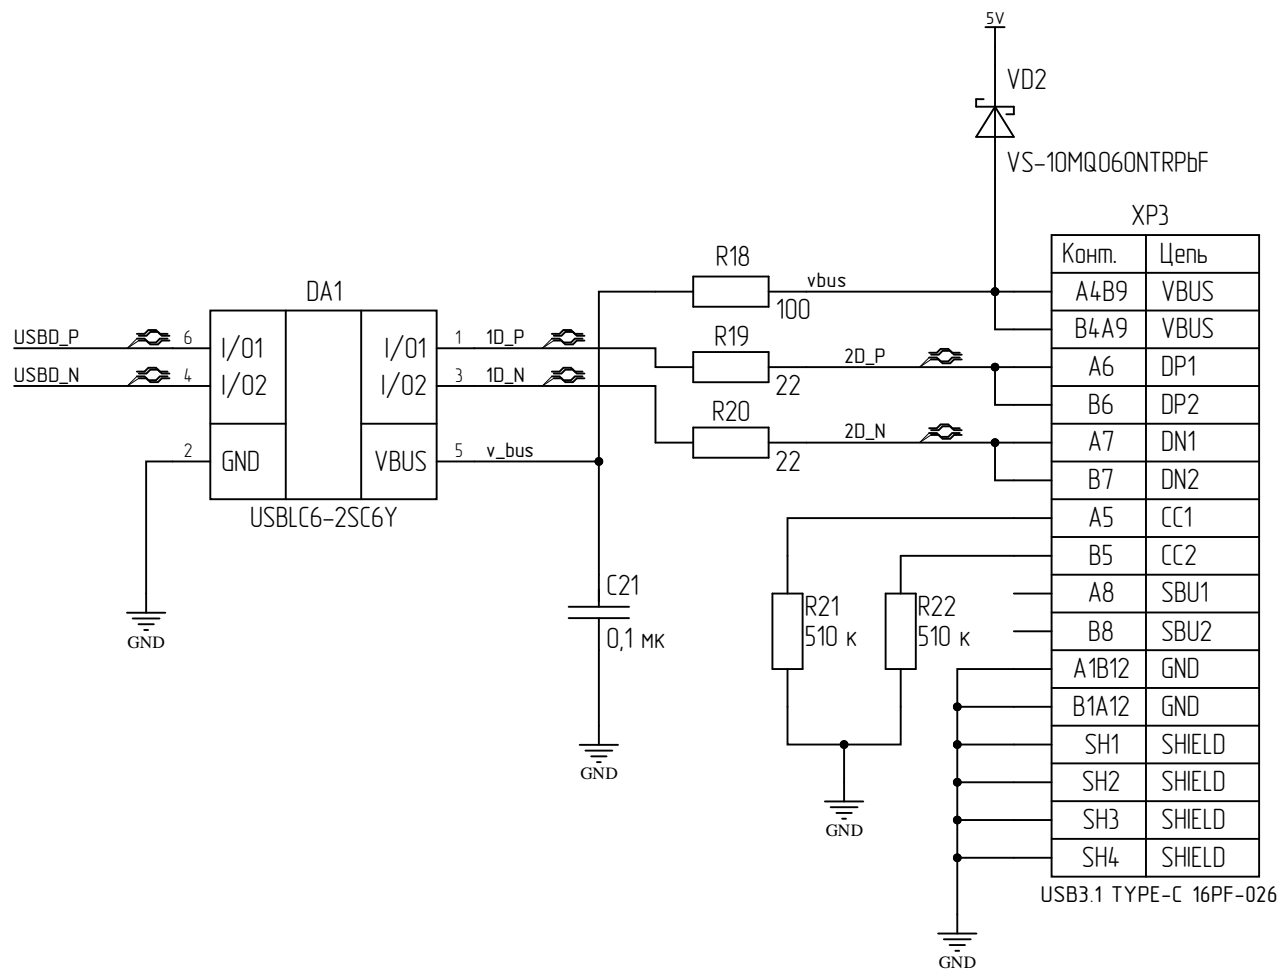 5V
VD2
VS-10MQ060NTRPbF
XP3
Конт. Цепь
A4B9 VBUS
B4A9 VBUS
A6 DP1
B6 DP2
A7 DN1
B7 DN2
A5 CC1
B5 CC2
A8 SBU1
B8 SBU2
A1B12 GND
B1A12 GND
SH1 SHIELD
SH2 SHIELD
SH3 SHIELD
SH4 SHIELD
USB3.1 TYPE-C 16PF-026
R18
vbus
100
R19
2D_P
22
R20
2D_N
22
DA1
USBD_P 6 I/O1 I/O1 1 1D_P
USBD_N 4 I/O2 I/O2 3 1D_N
2 GND VBUS 5 v_bus
USBLC6-2SC6Y
GND
C21
0,1 мк
GND
R21
510 к
R22
510 к
GND
GND